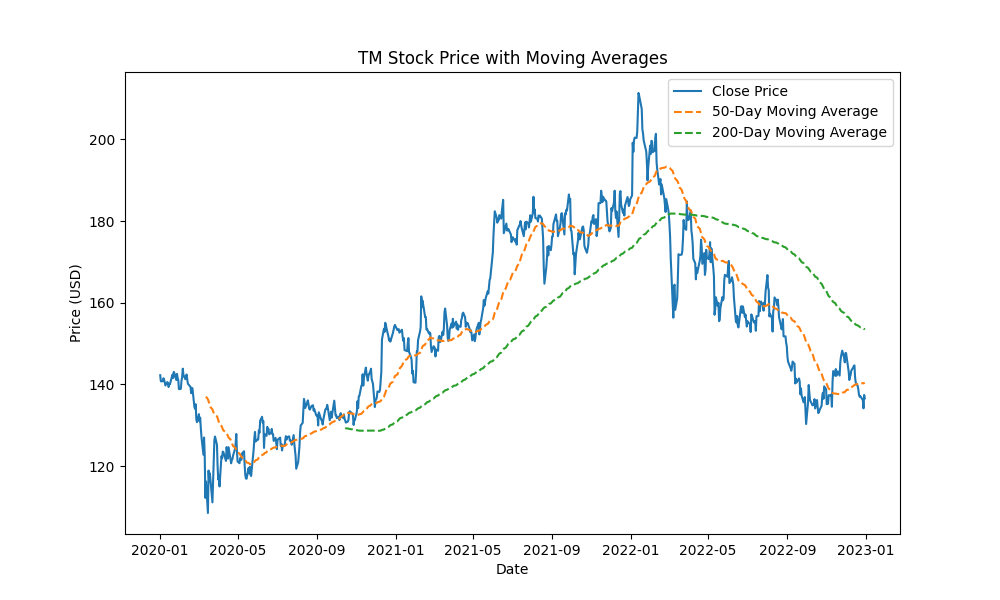 TM Stock Price with Moving Averages
Close Price
50-Day Moving Average
200-Day Moving Average
Price (USD)
200
180
160
140
120
2020-01 2020-05 2020-09 2021-01 2021-05 2021-09 2022-01 2022-05 2022-09 2023-01
Date